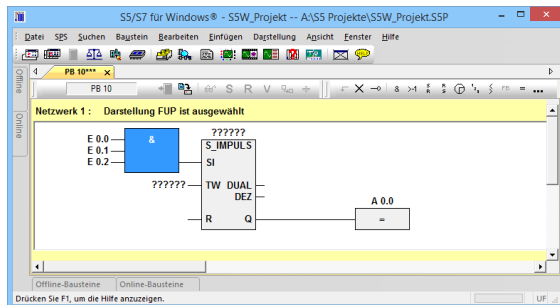 S5/S7 für Windows® - S5W_Projekt -- A:\S5 Projekte\S5W_Projekt.S5P
Datei SPS Suchen Baustein Bearbeiten Einfügen Darstellung Ansicht Fenster Hilfe
PB 10*** x
PB 10
S R V
& >1
FB = ...
Offline
Online
Netzwerk 1 : Darstellung FUP ist ausgewählt
E 0.0
E 0.1
E 0.2
&
??????
S_IMPULS
SI
??????
TW DUAL
DEZ
R Q
A 0.0
=
Offline-Bausteine Online-Bausteine
Drücken Sie F1, um die Hilfe anzuzeigen.
UF